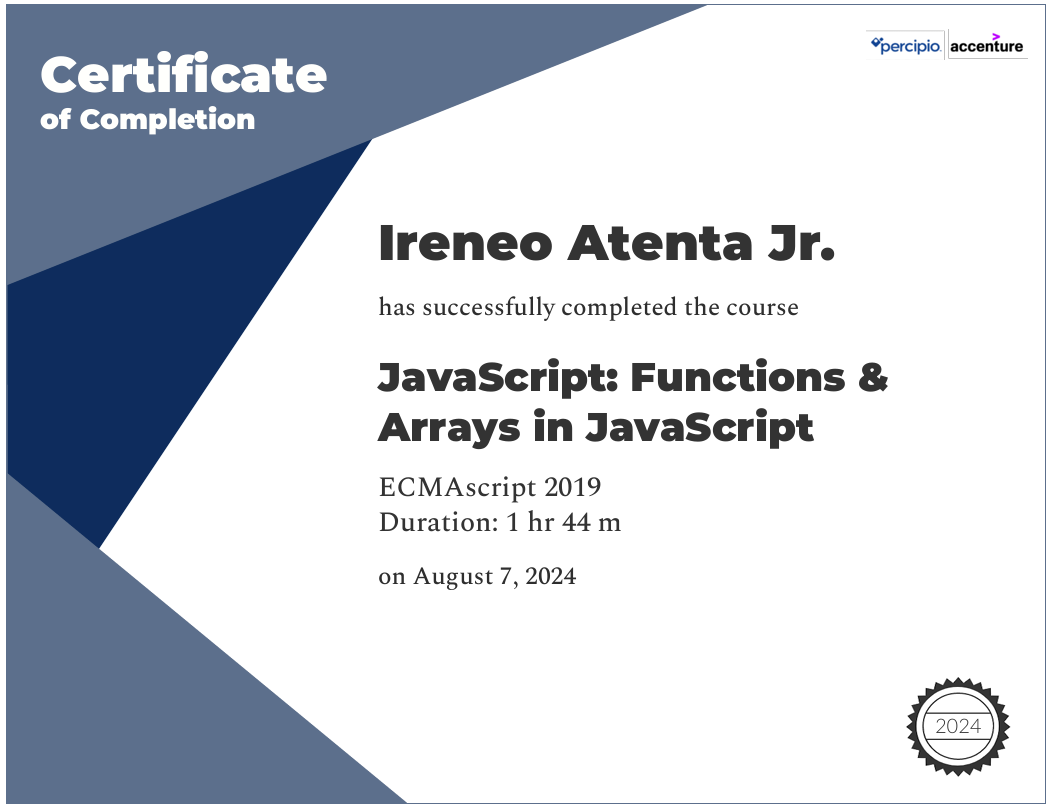 Certificate
of Completion
percipio.
accenture
Ireneo Atenta Jr.
has successfully completed the course
JavaScript: Functions &
Arrays in JavaScript
ECMAscript 2019
Duration: 1 hr 44 m
on August 7, 2024
2024